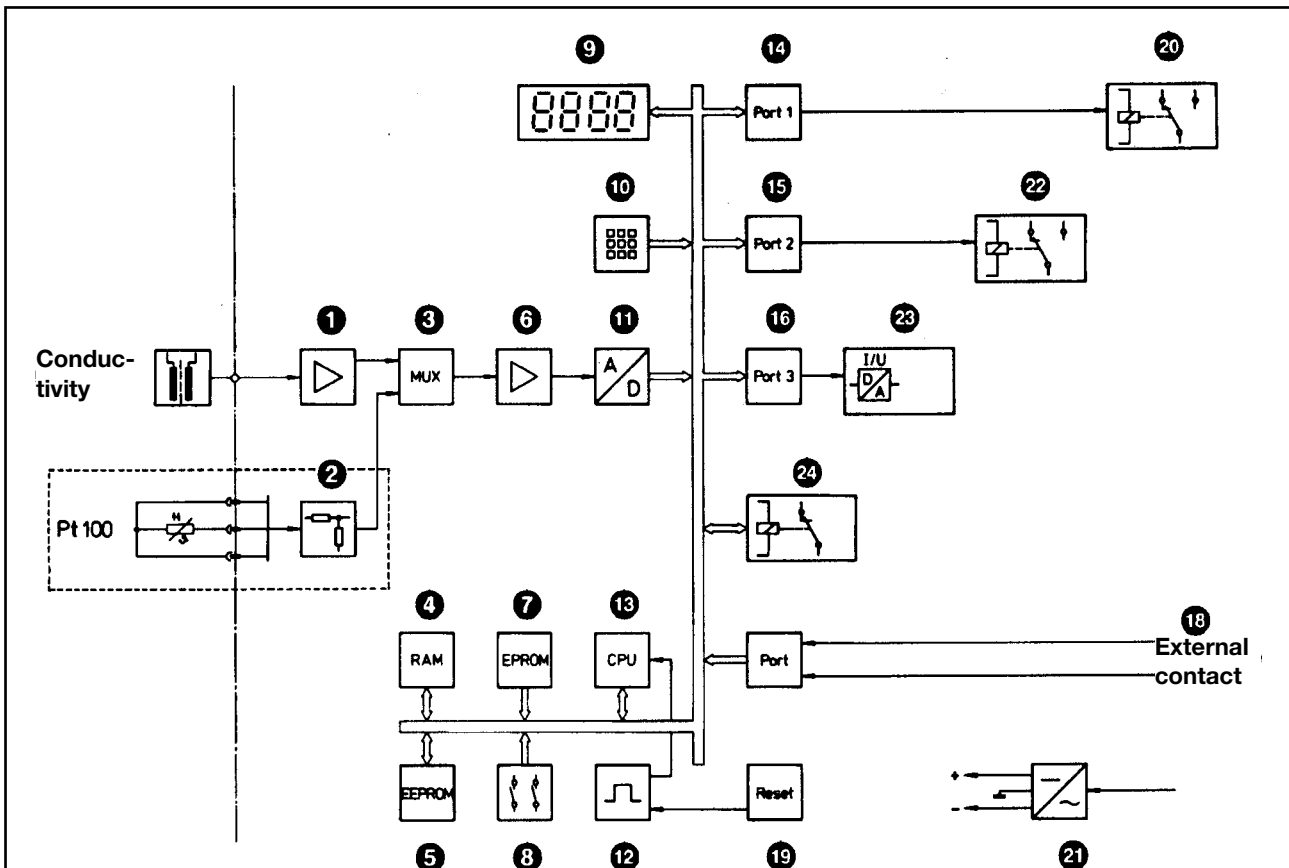 9
14
20
8888
Port 1
10
15
22
Port 2
1
3
6
11
16
23
Conduc-
tivity
MUX
A
D
Port 3
I/U
D
A
2
Pt 100
24
4
7
13
18
RAM
EPROM
CPU
Port
External
contact
EEPROM
Reset
+
-
5
8
12
19
21